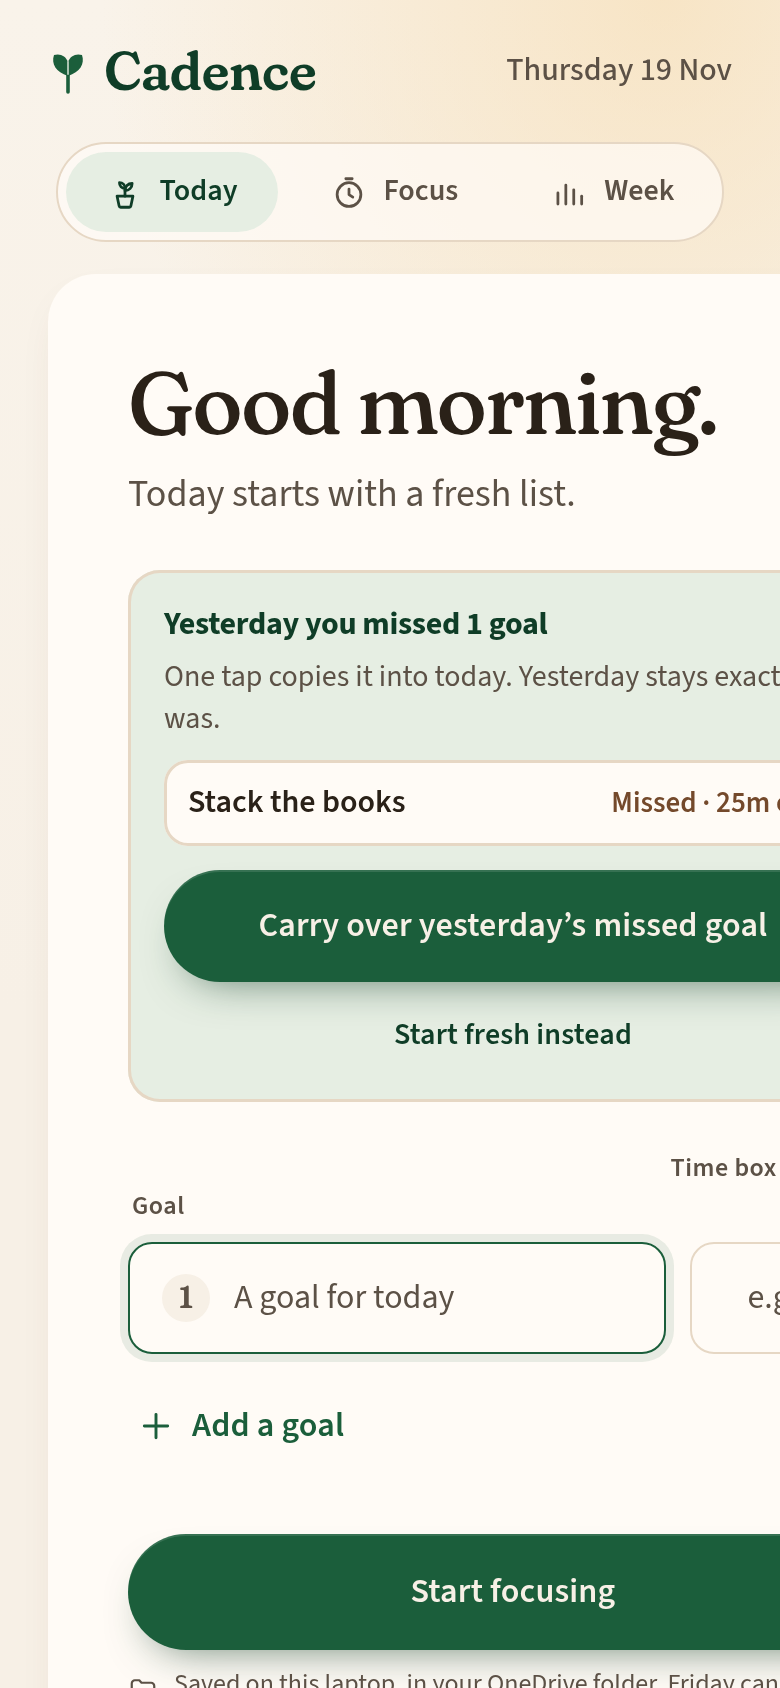 Cadence
Thursday 19 Nov
Today
Focus
Week
Good morning.
Today starts with a fresh list.
Yesterday you missed 1 goal
One tap copies it into today. Yesterday stays
was.
Stack the books
Missed · 25m
Carry over yesterday’s missed goal
Start fresh instead
Time box
Goal
1 A goal for today
Add a goal
Start focusing
Saved on this laptop, in your OneDrive folder. Friday can